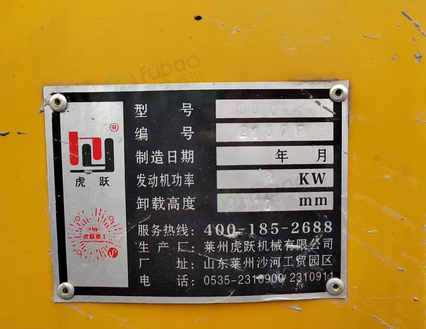 fubao
虎跃
型 号
编 号
制造日期 年 月
发动机功率 KW
卸载高度 mm
服务热线: 400-185-2688
生产厂: 莱州虎跃机械有限公司
厂 址: 山东莱州沙河工贸园区
电 话: 0535-2310900 2310911